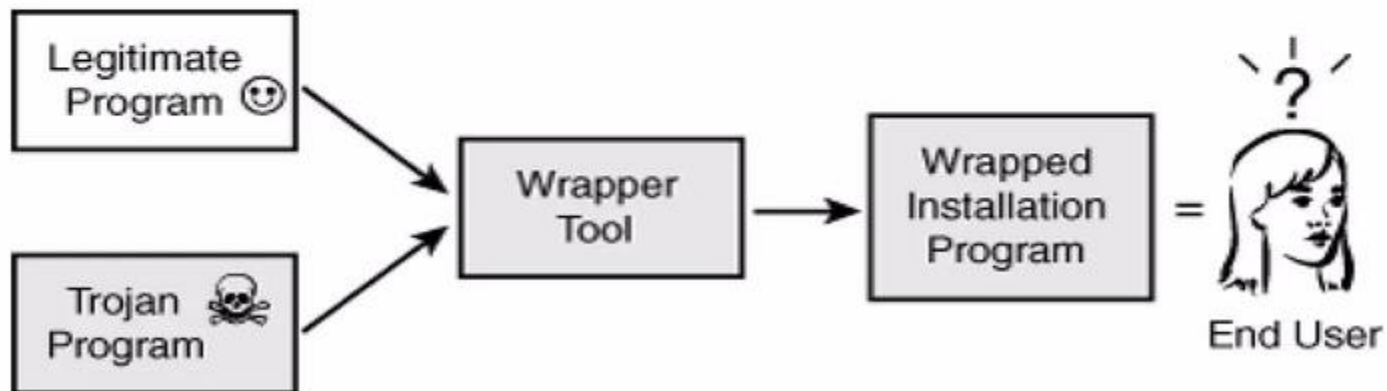 Legitimate
Program
Trojan
Program
Wrapper
Tool
Wrapped
Installation
Program
=
?
End User